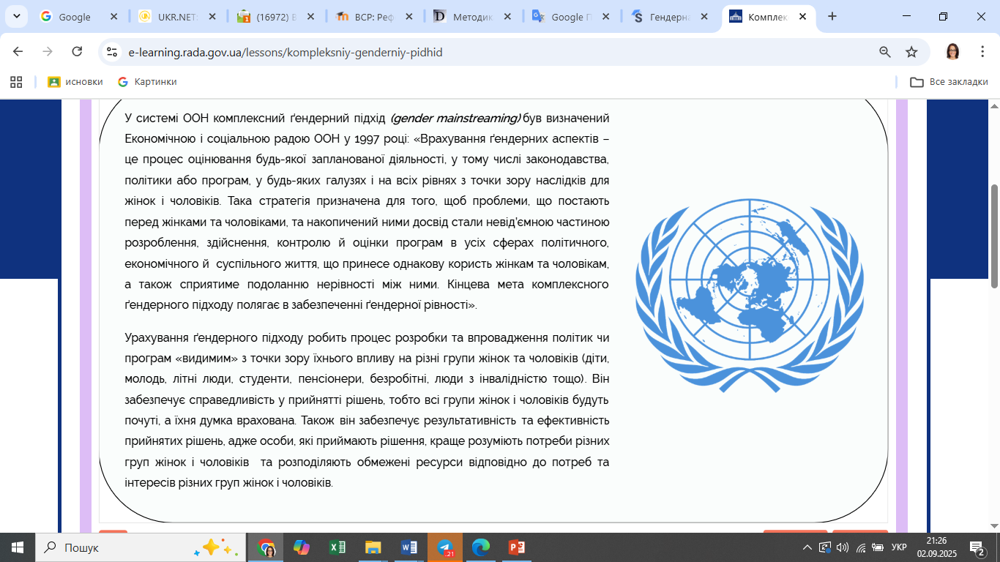 Google
UKR.NET:
(16972) В
ВСР: Реф
Методик
Google П
Гендерна
Комплек
e-learning.rada.gov.ua/lessons/kompleksniy-genderniy-pidhid
исновки
Картинки
Все закладки
У системі ООН комплексний ґендерний підхід (gender mainstreaming) був визначений
Економічною і соціальною радою ООН у 1997 році: «Врахування ґендерних аспектів –
це процес оцінювання будь-якої запланованої діяльності, у тому числі законодавства,
політики або програм, у будь-яких галузях і на всіх рівнях з точки зору наслідків для
жінок і чоловіків. Така стратегія призначена для того, щоб проблеми, що постають
перед жінками та чоловіками, та накопичений ними досвід стали невід’ємною частиною
розроблення, здійснення, контролю й оцінки програм в усіх сферах політичного,
економічного й суспільного життя, що принесе однакову користь жінкам та чоловікам,
а також сприятиме подоланню нерівності між ними. Кінцева мета комплексного
ґендерного підходу полягає в забезпеченні ґендерної рівності».
Урахування ґендерного підходу робить процес розробки та впровадження політик чи
програм «видимим» з точки зору їхнього впливу на різні групи жінок та чоловіків (діти,
молодь, літні люди, студенти, пенсіонери, безробітні, люди з інвалідністю тощо). Він
забезпечує справедливість у прийнятті рішень, тобто всі групи жінок і чоловіків будуть
почуті, а їхня думка врахована. Також він забезпечує результативність та ефективність
прийнятих рішень, адже особи, які приймають рішення, краще розуміють потреби різних
груп жінок і чоловіків та розподіляють обмежені ресурси відповідно до потреб та
інтересів різних груп жінок і чоловіків.
Пошук
21
УКР
21:26
02.09.2025
2